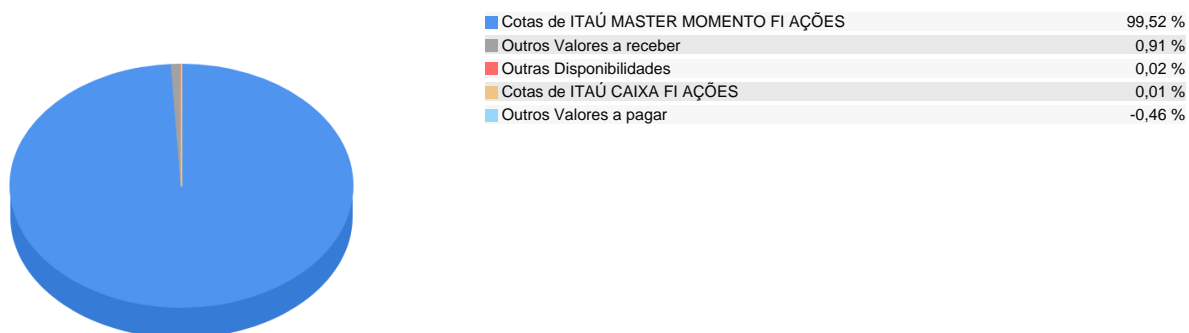 Cotas de ITAÚ MASTER MOMENTO FI AÇÕES 99,52 %
Outros Valores a receber 0,91 %
Outras Disponibilidades 0,02 %
Cotas de ITAÚ CAIXA FI AÇÕES 0,01 %
Outros Valores a pagar -0,46 %